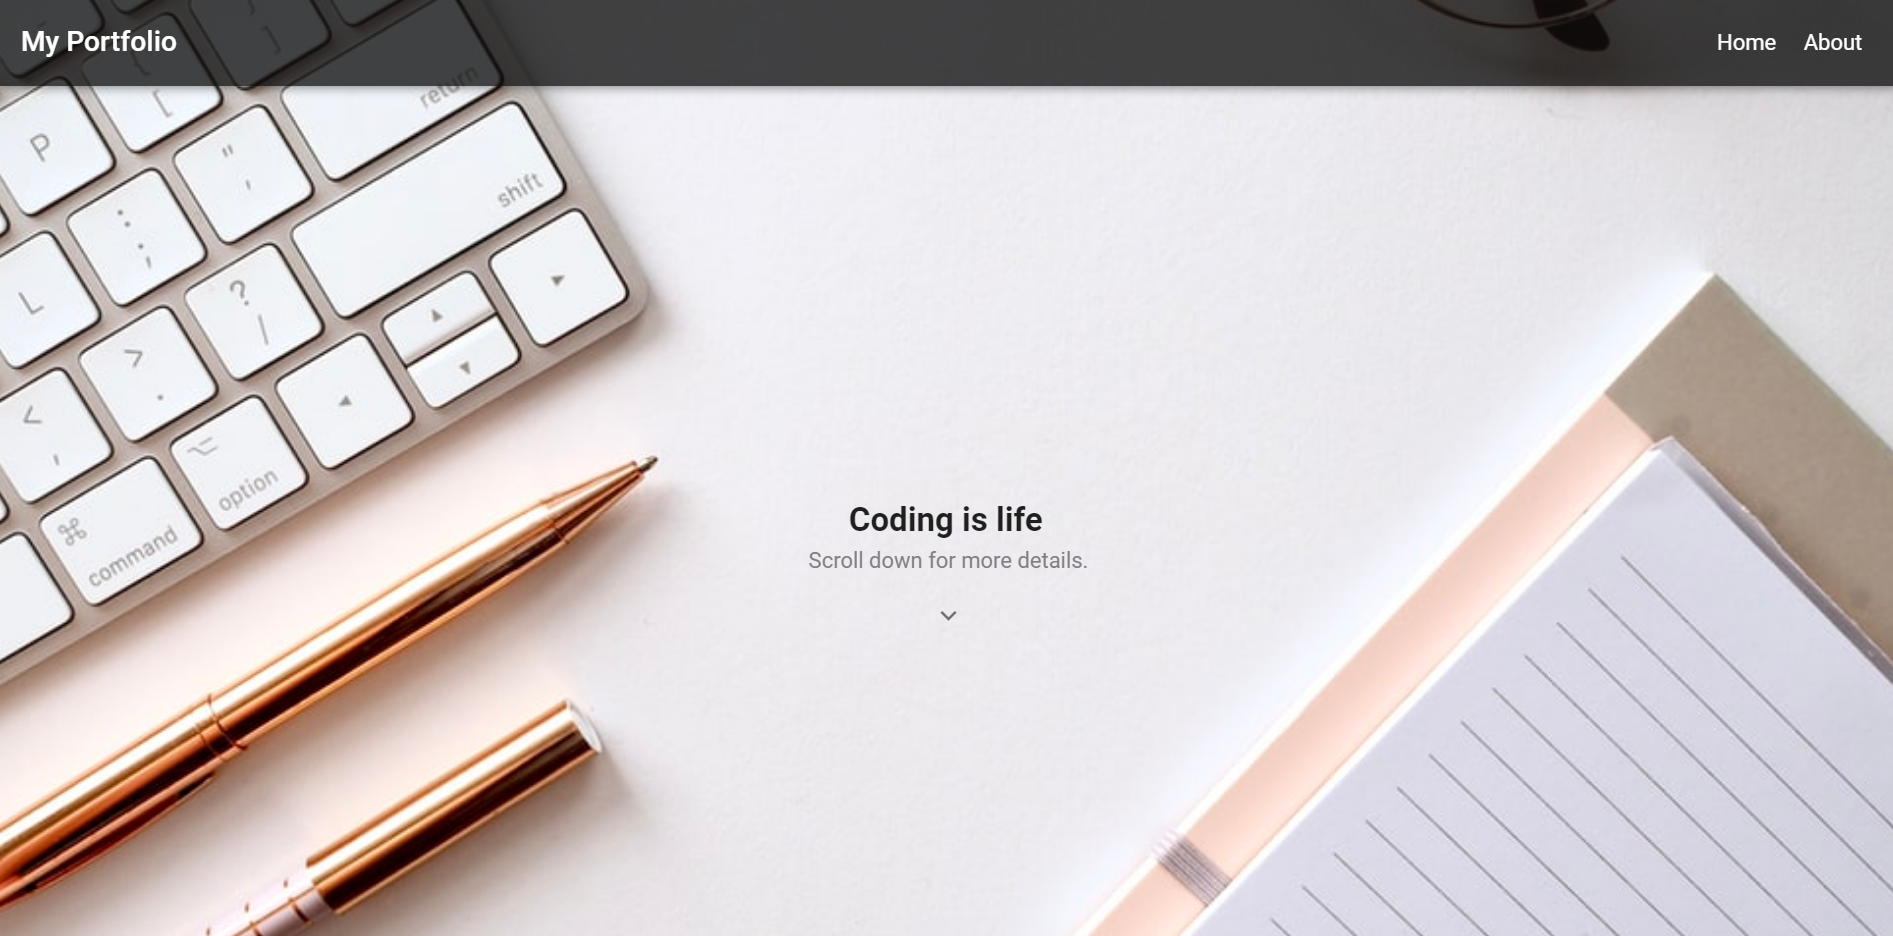 My Portfolio
Home About
return
P
{
[
]
"
,
shift
:
;
L
?
/
>
.
<
,
option
⌘
command
Coding is life
Scroll down for more details.